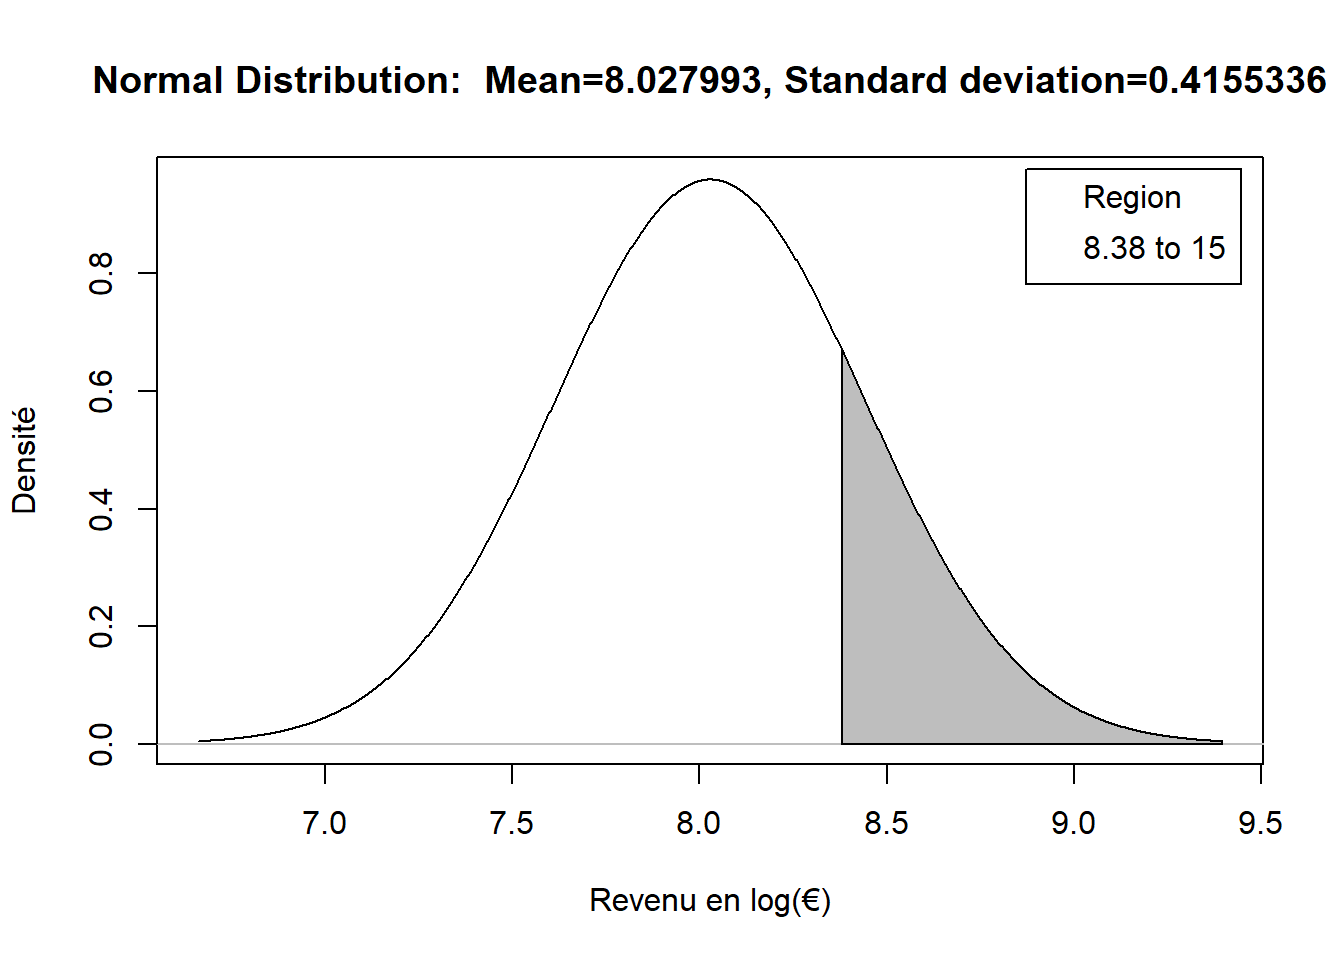 Normal Distribution:  Mean=8.027993, Standard deviation=0.4155336
Region
8.38 to 15
Densité
0.8
0.6
0.4
0.2
0.0
7.0 7.5 8.0 8.5 9.0 9.5
Revenu en log(€)